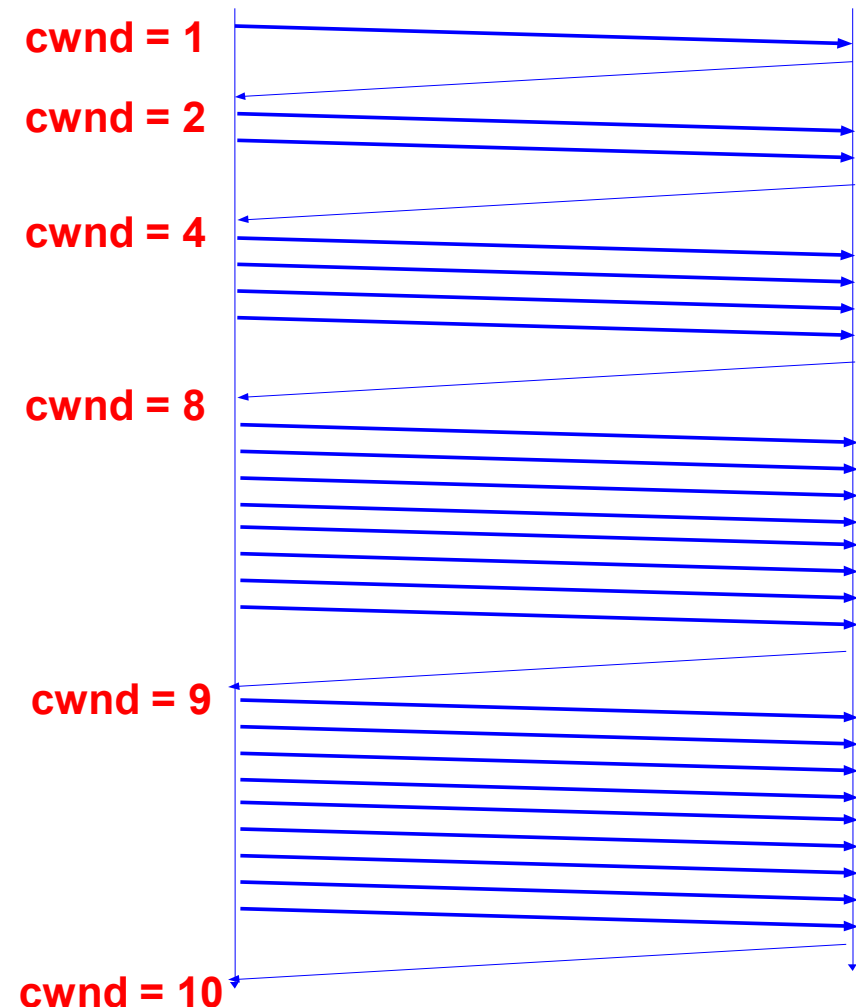 cwnd = 1
cwnd = 2
cwnd = 4
cwnd = 8
cwnd = 9
cwnd = 10